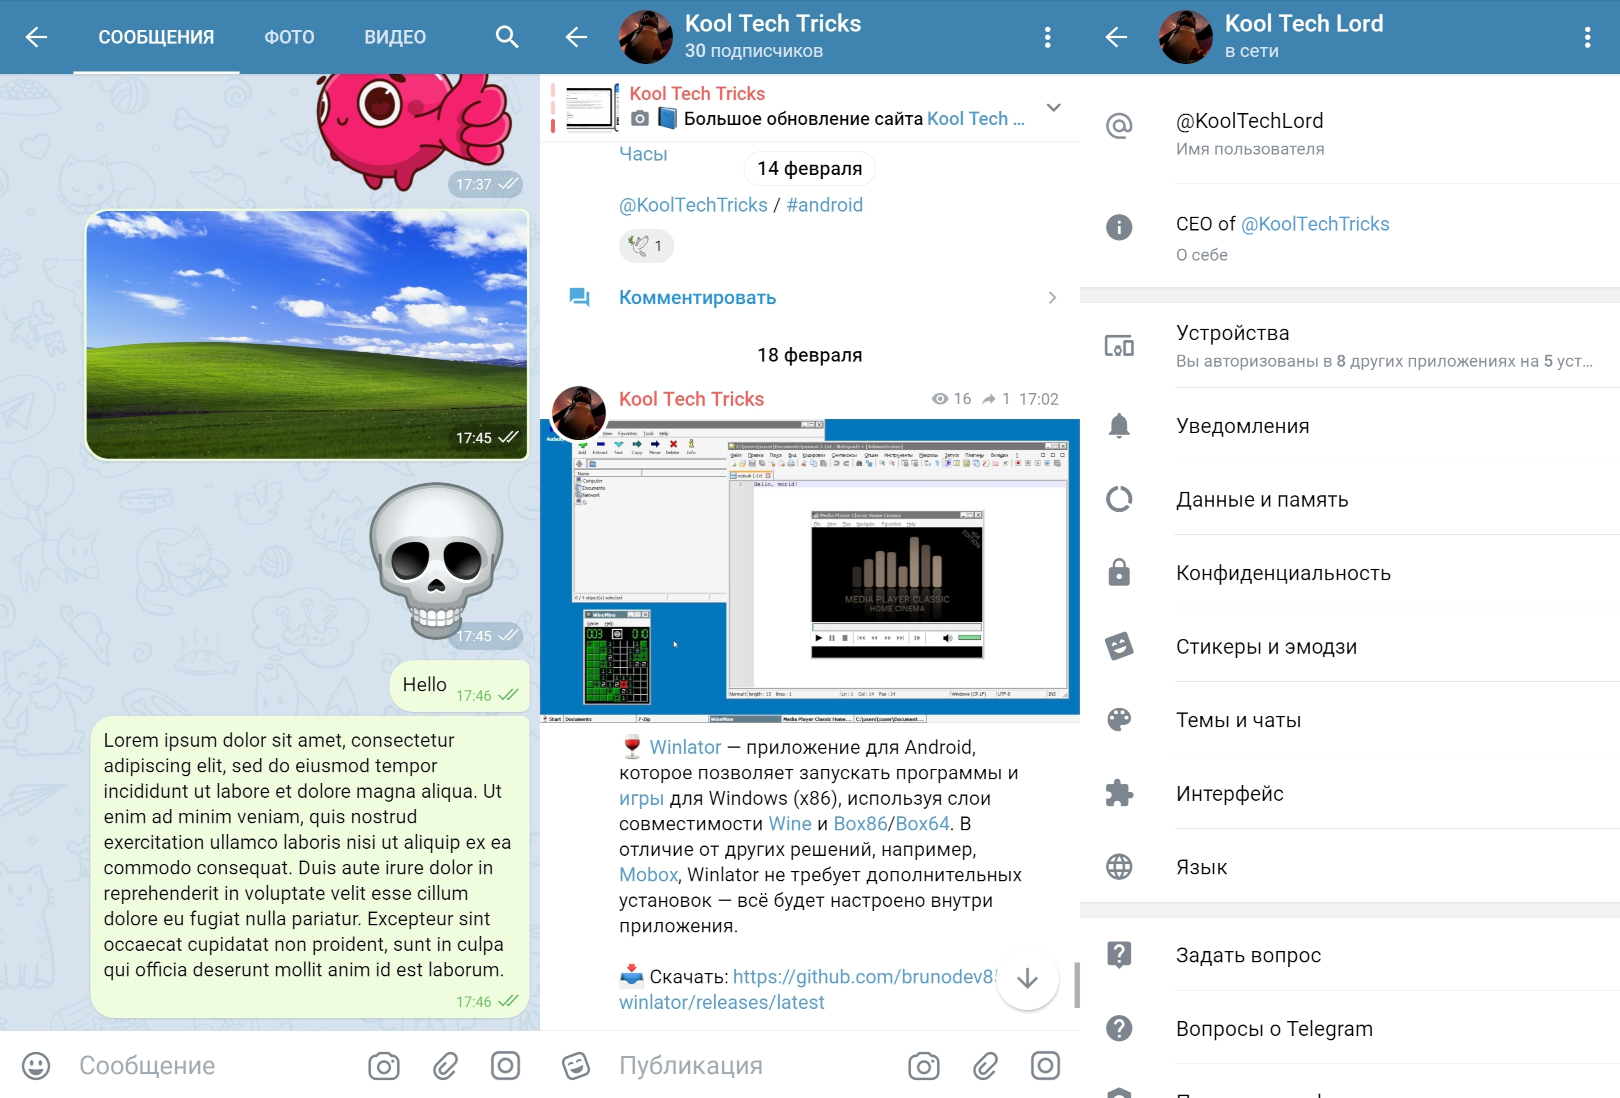 СООБЩЕНИЯ ФОТО ВИДЕО
17:37
17:45
17:45
Hello 17:46
Lorem ipsum dolor sit amet, consectetur
adipiscing elit, sed do eiusmod tempor
incididunt ut labore et dolore magna aliqua. Ut
enim ad minim veniam, quis nostrud
exercitation ullamco laboris nisi ut aliquip ex ea
commodo consequat. Duis aute irure dolor in
reprehenderit in voluptate velit esse cillum
dolore eu fugiat nulla pariatur. Excepteur sint
occaecat cupidatat non proident, sunt in culpa
qui officia deserunt mollit anim id est laborum.
17:46
Сообщение
Kool Tech Tricks
30 подписчиков
Kool Tech Tricks
Большое обновление сайта Kool Tech ...
Часы
14 февраля
@KoolTechTricks / #android
1
Комментировать
18 февраля
Kool Tech Tricks 16 1 17:02
Hello, world!
Media Player Classic Home Cinema
MEDIA PLAYER CLASSIC
HOME CINEMA
WineMine
Winlator — приложение для Android,
которое позволяет запускать программы и
игры для Windows (x86), используя слои
совместимости Wine и Box86/Box64. В
отличие от других решений, например,
Mobox, Winlator не требует дополнительных
установок — всё будет настроено внутри
приложения.
Скачать: https://github.com/brunodev8
winlator/releases/latest
Публикация
Kool Tech Lord
в сети
@KoolTechLord
Имя пользователя
CEO of @KoolTechTricks
О себе
Устройства
Вы авторизованы в 8 других приложениях на 5 уст...
Уведомления
Данные и память
Конфиденциальность
Стикеры и эмодзи
Темы и чаты
Интерфейс
Язык
Задать вопрос
Вопросы о Telegram